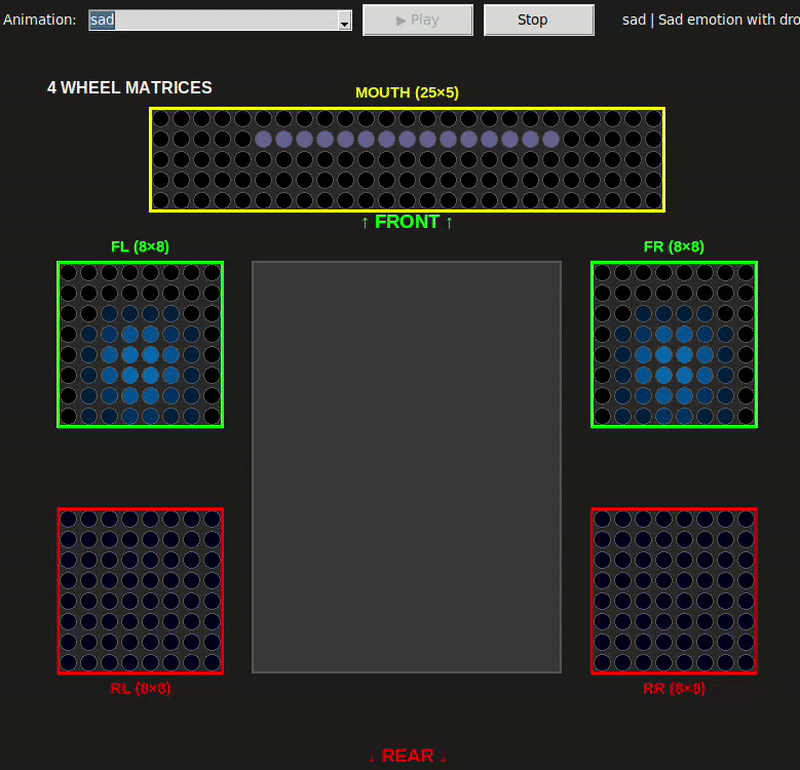 Animation: sad ▶ Play Stop sad | Sad emotion with dro
4 WHEEL MATRICES
MOUTH (25×5)
↑ FRONT ↑
FL (8×8) FR (8×8)
RL (8×8) RR (8×8)
↓ REAR ↓